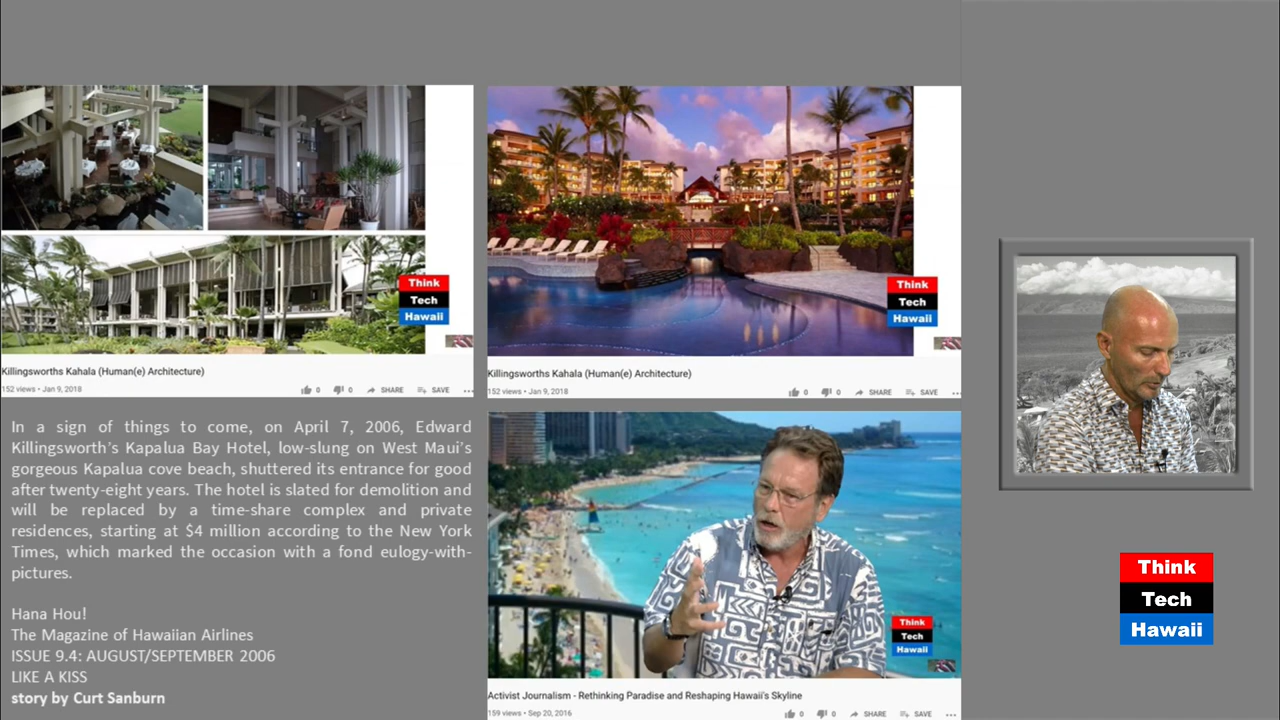 Think
Tech
Hawaii
Killingsworths Kahala (Human(e) Architecture)
152 views • Jan 9, 2018
0
0
SHARE
SAVE
Think
Tech
Hawaii
Killingsworths Kahala (Human(e) Architecture)
152 views • Jan 9, 2018
0
0
SHARE
SAVE
In a sign of things to come, on April 7, 2006, Edward
Killingsworth's Kapalua Bay Hotel, low-slung on West Maui's
gorgeous Kapalua cove beach, shuttered its entrance for good
after twenty-eight years. The hotel is slated for demolition and
will be replaced by a time-share complex and private
residences, starting at $4 million according to the New York
Times, which marked the occasion with a fond eulogy-with-
pictures.
Hana Hou!
The Magazine of Hawaiian Airlines
ISSUE 9.4: AUGUST/SEPTEMBER 2006
LIKE A KISS
story by Curt Sanburn
Think
Tech
Hawaii
Activist Journalism - Rethinking Paradise and Reshaping Hawaii's Skyline
159 views • Sep 20, 2016
0
0
SHARE
SAVE
Think
Tech
Hawaii